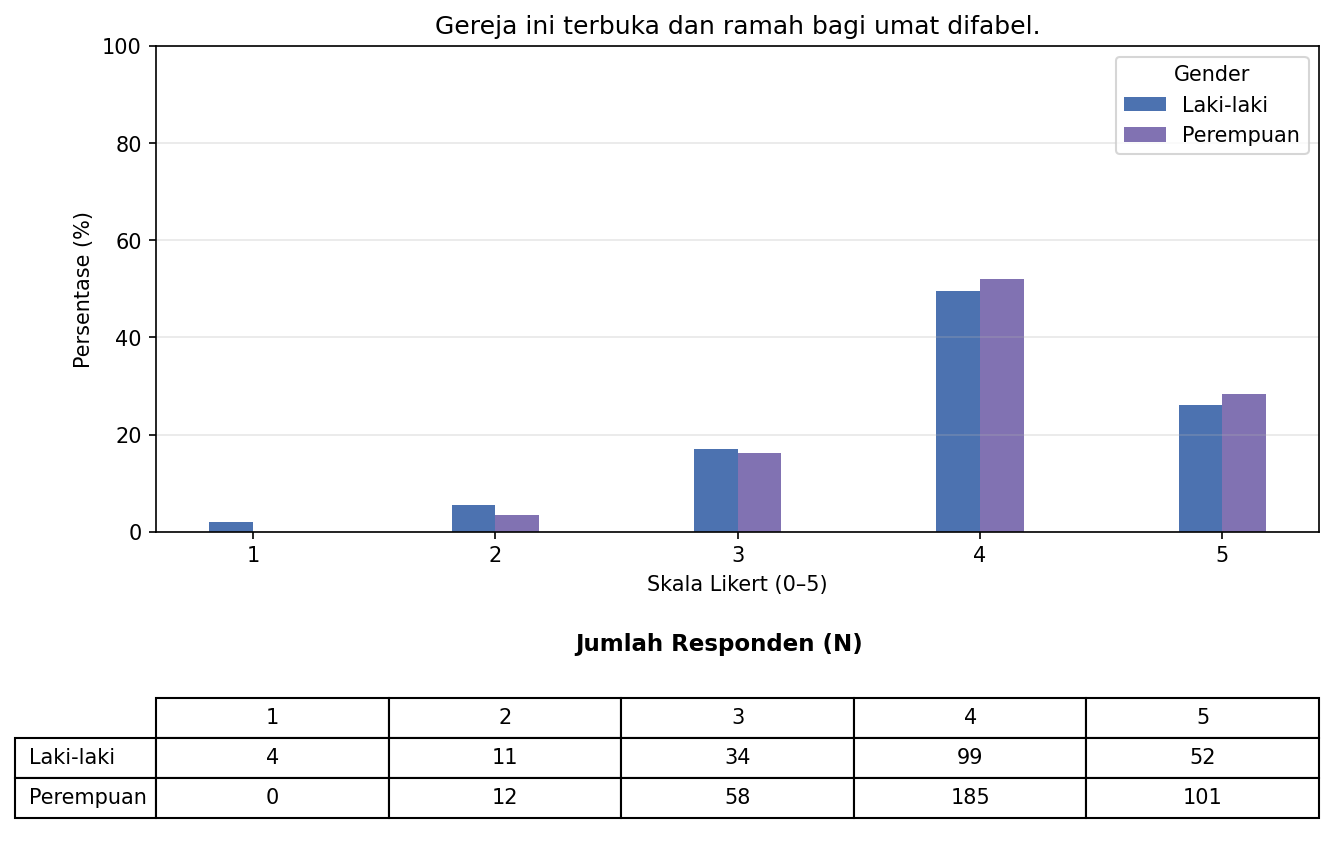 Gereja ini terbuka dan ramah bagi umat difabel.
100
80
60
40
20
0
Persentase (%)
Gender
Laki-laki
Perempuan
1 2 3 4 5
Skala Likert (0–5)
Jumlah Responden (N)
1 2 3 4 5
Laki-laki 4 11 34 99 52
Perempuan 0 12 58 185 101